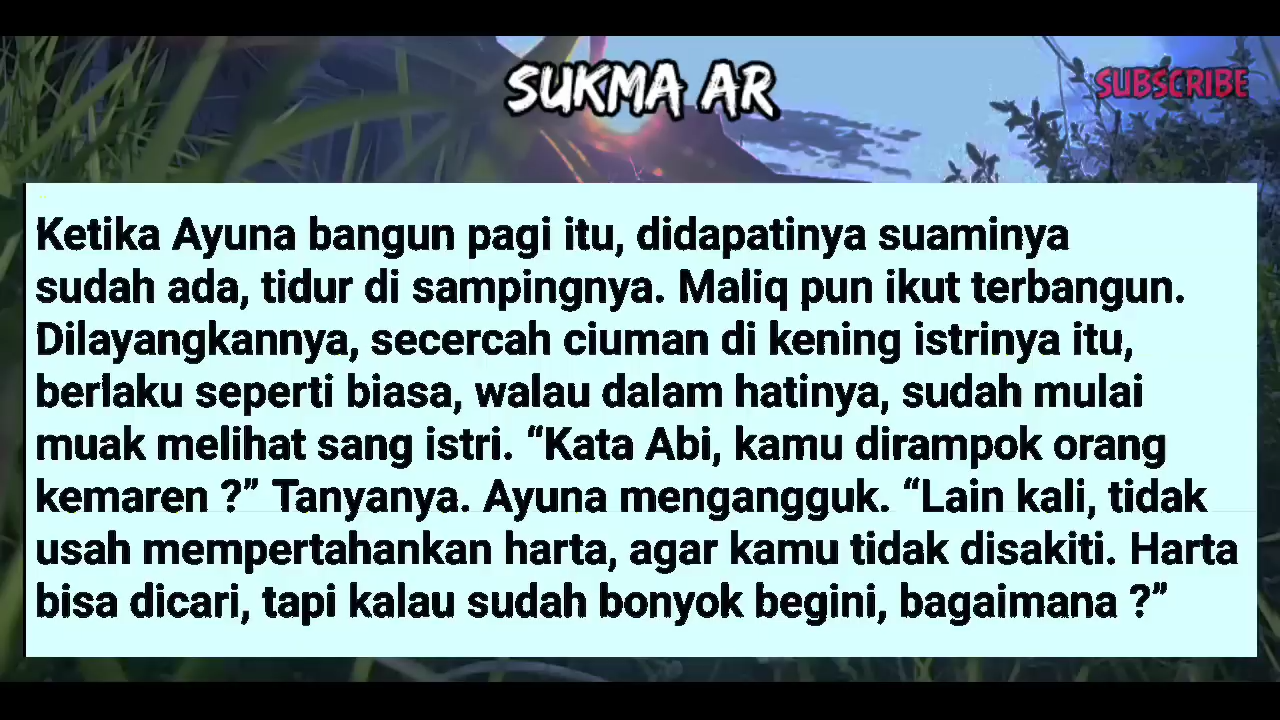 SUKMA AR
SUBSCRIBE
Ketika Ayuna bangun pagi itu, didapatinya suaminya
sudah ada, tidur di sampingnya. Maliq pun ikut terbangun.
Dilayangkannya, secercah ciuman di kening istrinya itu,
berlaku seperti biasa, walau dalam hatinya, sudah mulai
muak melihat sang istri. “Kata Abi, kamu dirampok orang
kemaren ?” Tanyanya. Ayuna mengangguk. “Lain kali, tidak
usah mempertahankan harta, agar kamu tidak disakiti. Harta
bisa dicari, tapi kalau sudah bonyok begini, bagaimana ?”